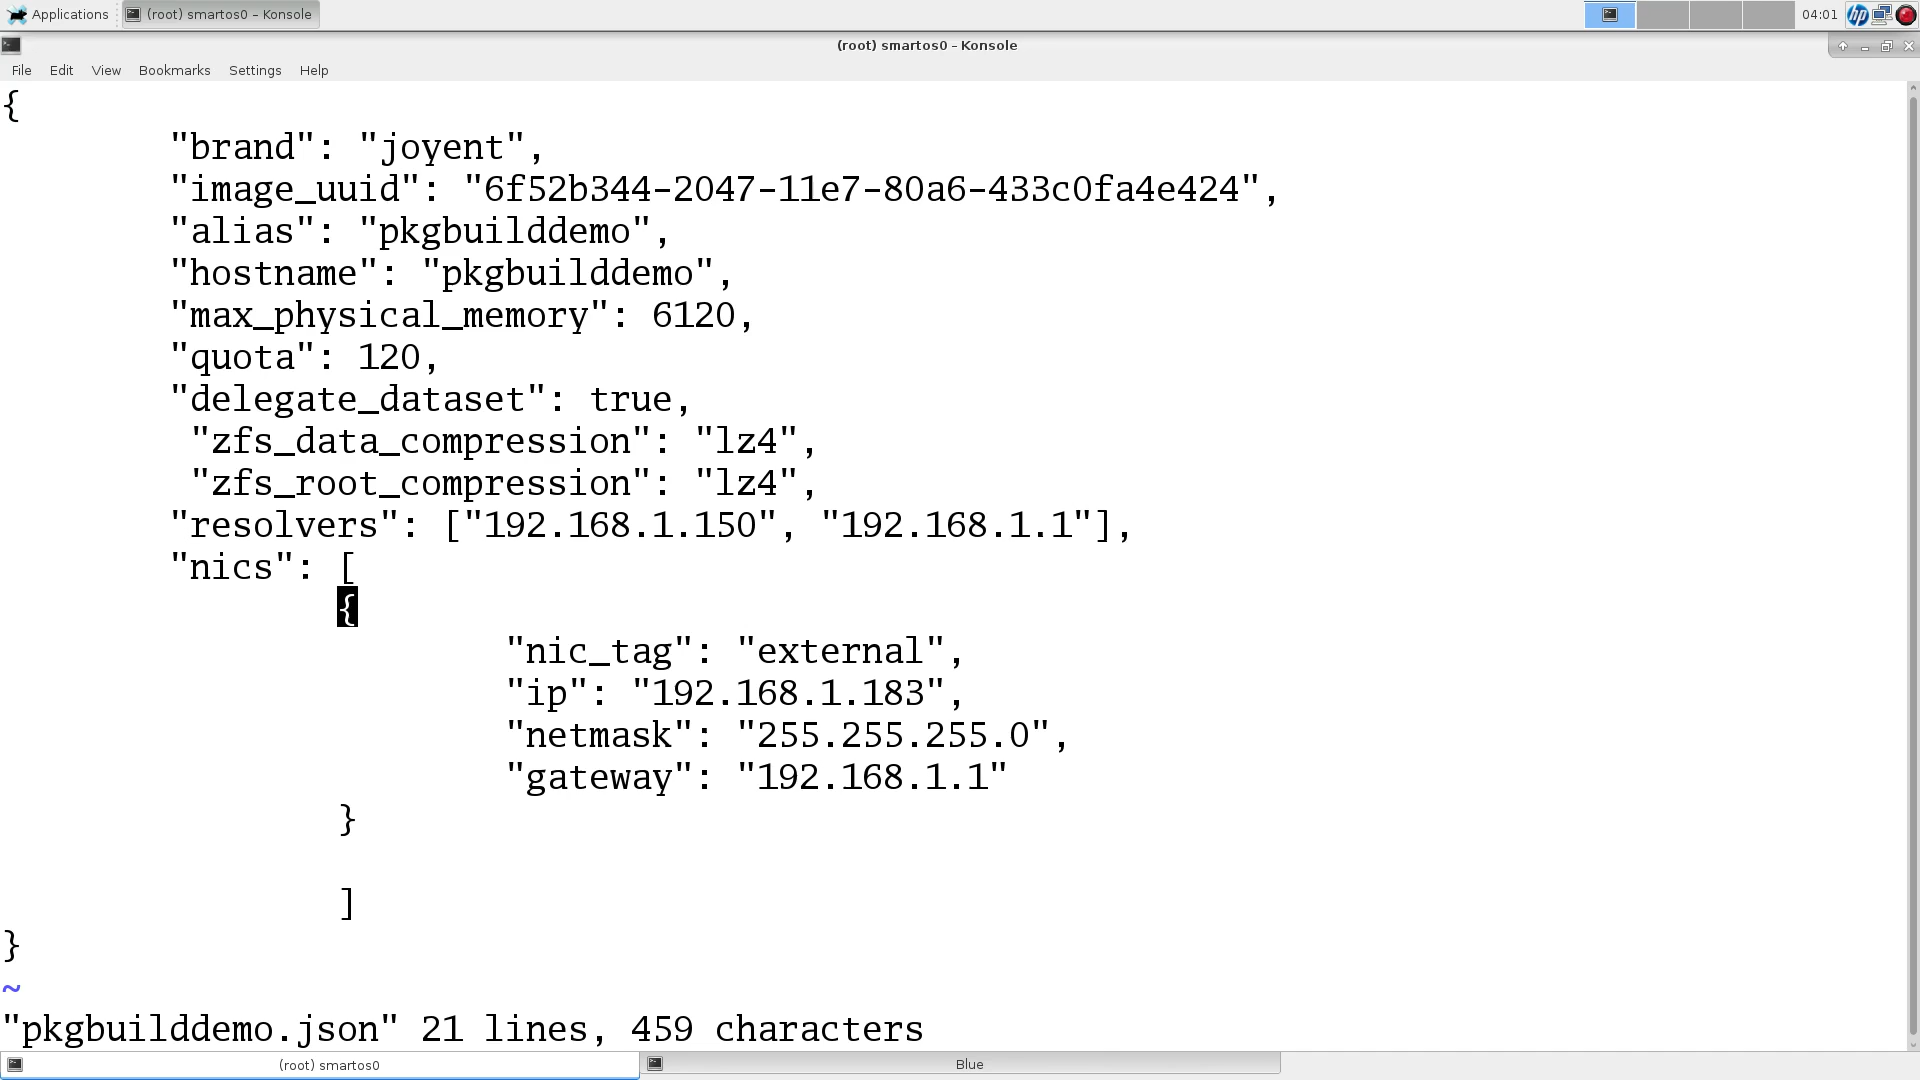 Applications (root) smartos0 – Konsole 04:01
(root) smartos0 – Konsole
File Edit View Bookmarks Settings Help
{
"brand": "joyent",
"image_uuid": "6f52b344-2047-11e7-80a6-433c0fa4e424",
"alias": "pkgbuilddemo",
"hostname": "pkgbuilddemo",
"max_physical_memory": 6120,
"quota": 120,
"delegate_dataset": true,
"zfs_data_compression": "lz4",
"zfs_root_compression": "lz4",
"resolvers": ["192.168.1.150", "192.168.1.1"],
"nics": [
{
"nic_tag": "external",
"ip": "192.168.1.183",
"netmask": "255.255.255.0",
"gateway": "192.168.1.1"
}
]
}
~
"pkgbuilddemo.json" 21 lines, 459 characters
(root) smartos0 Blue